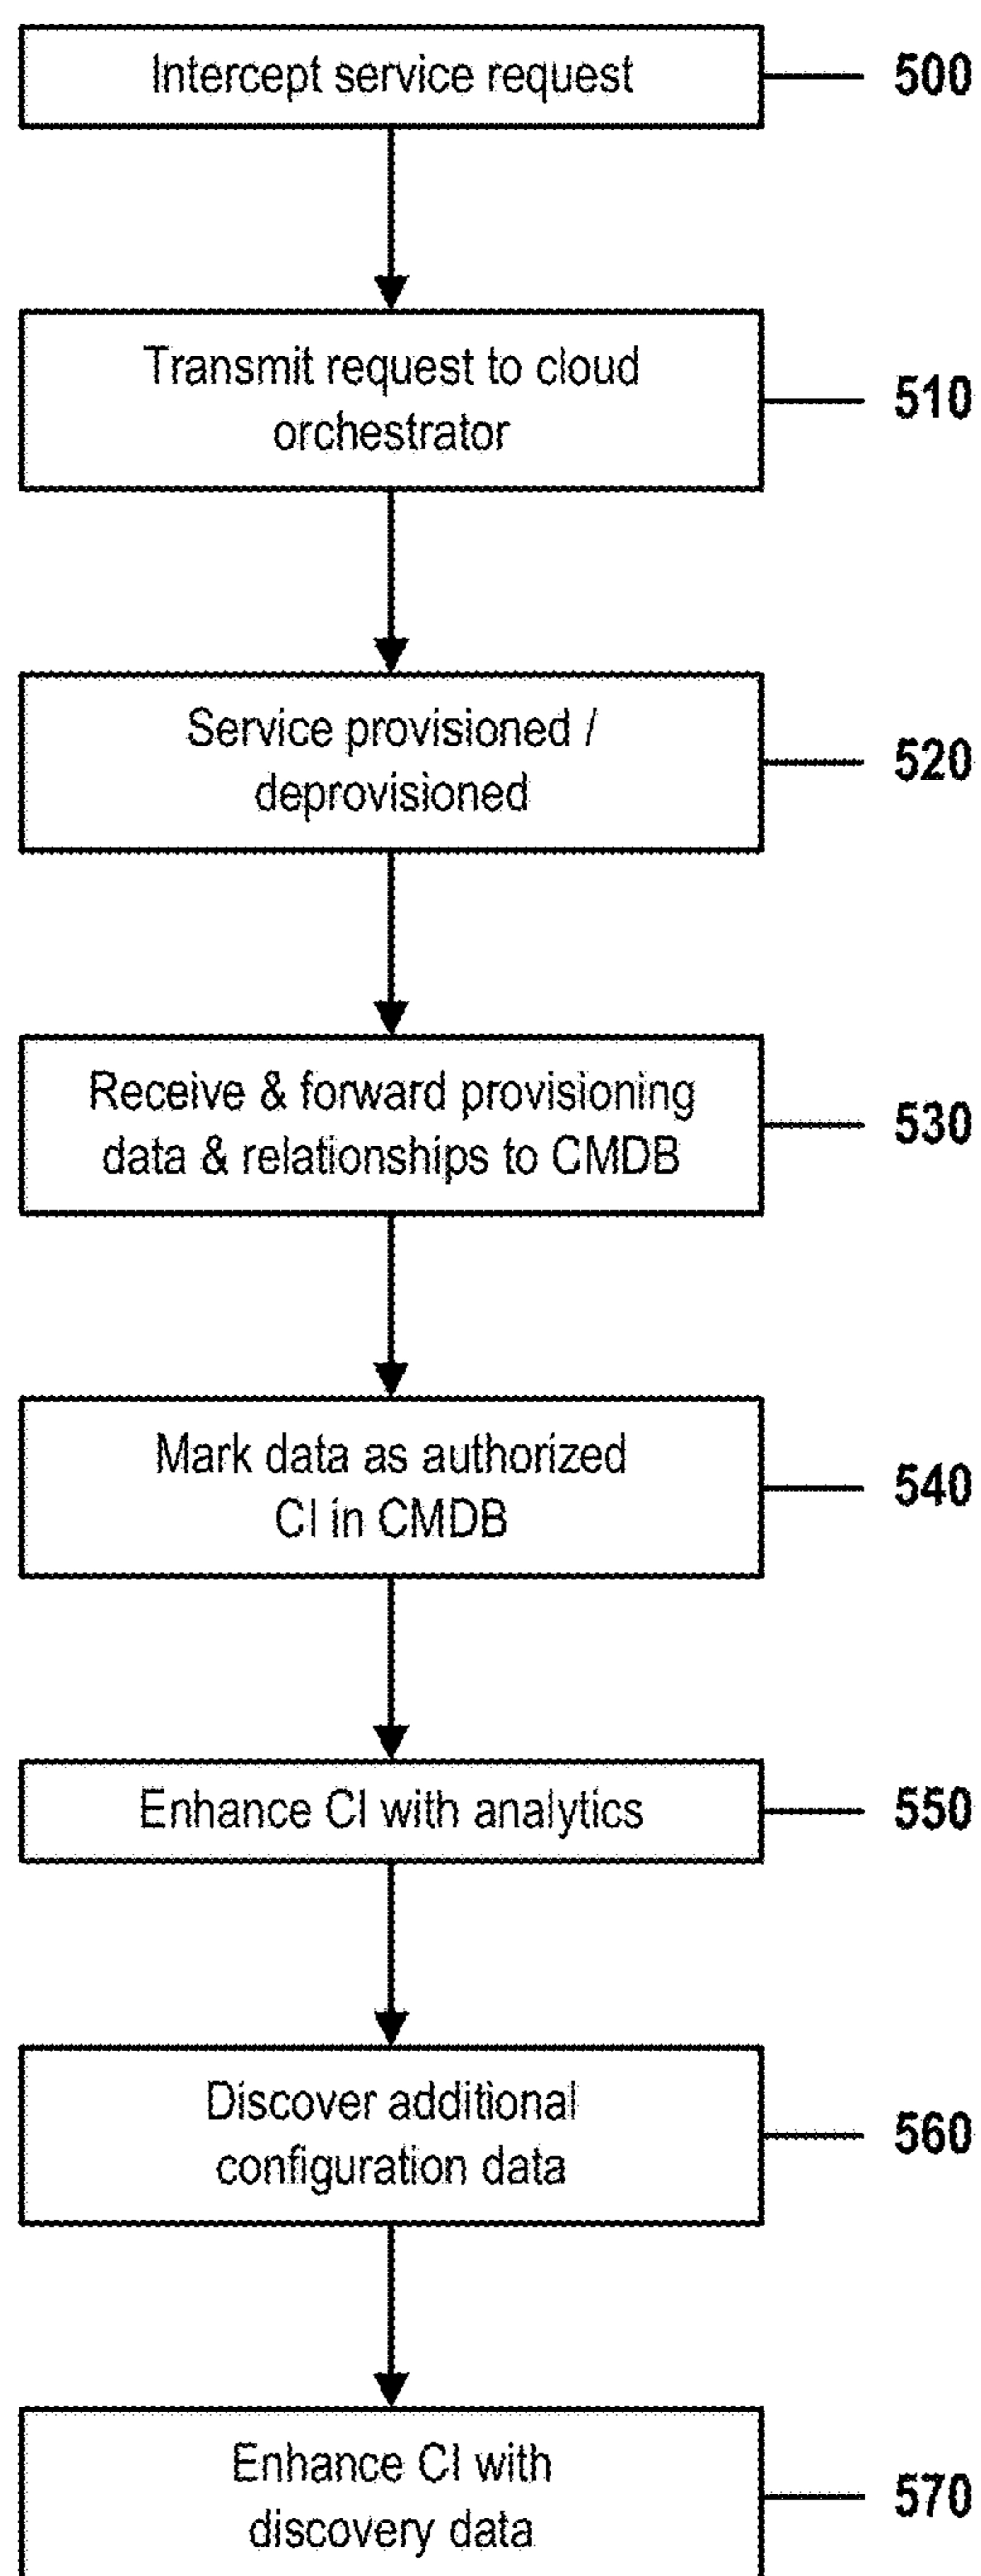 Intercept service request
500
Transmit request to cloud
orchestrator
510
Service provisioned /
deprovisioned
520
Receive & forward provisioning
data & relationships to CMDB
530
Mark data as authorized
CI in CMDB
540
Enhance CI with analytics
550
Discover additional
configuration data
560
Enhance CI with
discovery data
570